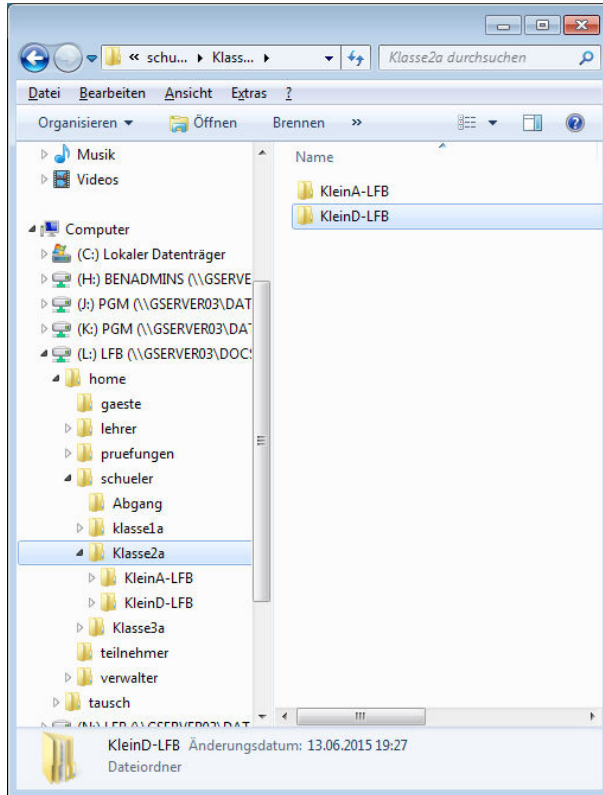 « schu... Klass...
Klasse2a durchsuchen
Datei Bearbeiten Ansicht Extras ?
Organisieren Öffnen Brennen »
Musik
Videos
Computer
(C:) Lokaler Datenträger
(H:) BENADMINS (\\GSERVE
(J:) PGM (\\GSERVER03\DAT
(K:) PGM (\\GSERVER03\DAT
(L:) LFB (\\GSERVER03\DOCS
home
gaeste
lehrer
pruefungen
schueler
Abgang
klasse1a
Klasse2a
KleinA-LFB
KleinD-LFB
Klasse3a
teilnehmer
verwalter
tausch
Name
KleinA-LFB
KleinD-LFB
KleinD-LFB Änderungsdatum: 13.06.2015 19:27
Dateiordner